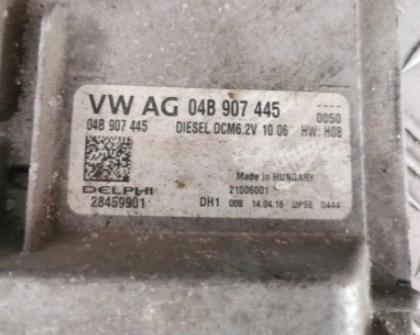 VW AG 04B 907 445 ----
0050
04B 907 445 DIESEL DCM6.2V 10 06 HW: H08
Made in HUNGARY
DELPHI 21006001
28459901 DH1 006 14.04.16 0444